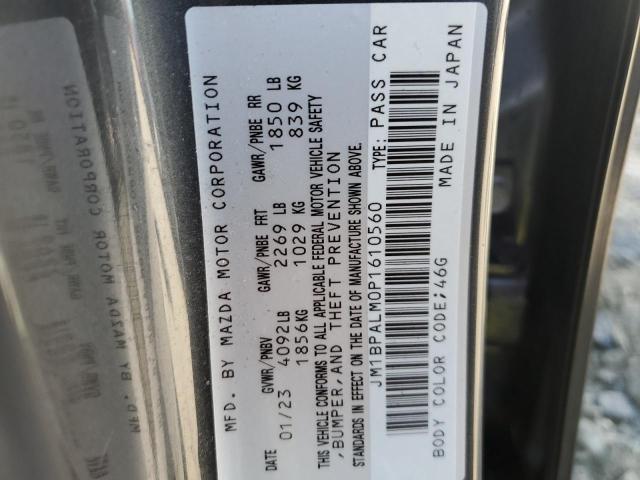 MFD. BY MAZDA MOTOR CORPORATION
DATE GVWR/PNBV GAWR/PNBE FRT GAWR/PNBE RR
01/23 4092LB 2269 LB 1850 LB
1856KG 1029 KG 839 KG
THIS VEHICLE CONFORMS TO ALL APPLICABLE FEDERAL MOTOR VEHICLE SAFETY
,BUMPER,AND THEFT PREVENTION
STANDARDS IN EFFECT ON THE DATE OF MANUFACTURE SHOWN ABOVE.
JM1BPALM0P1610560 TYPE: PASS CAR
BODY COLOR CODE;46G MADE IN JAPAN